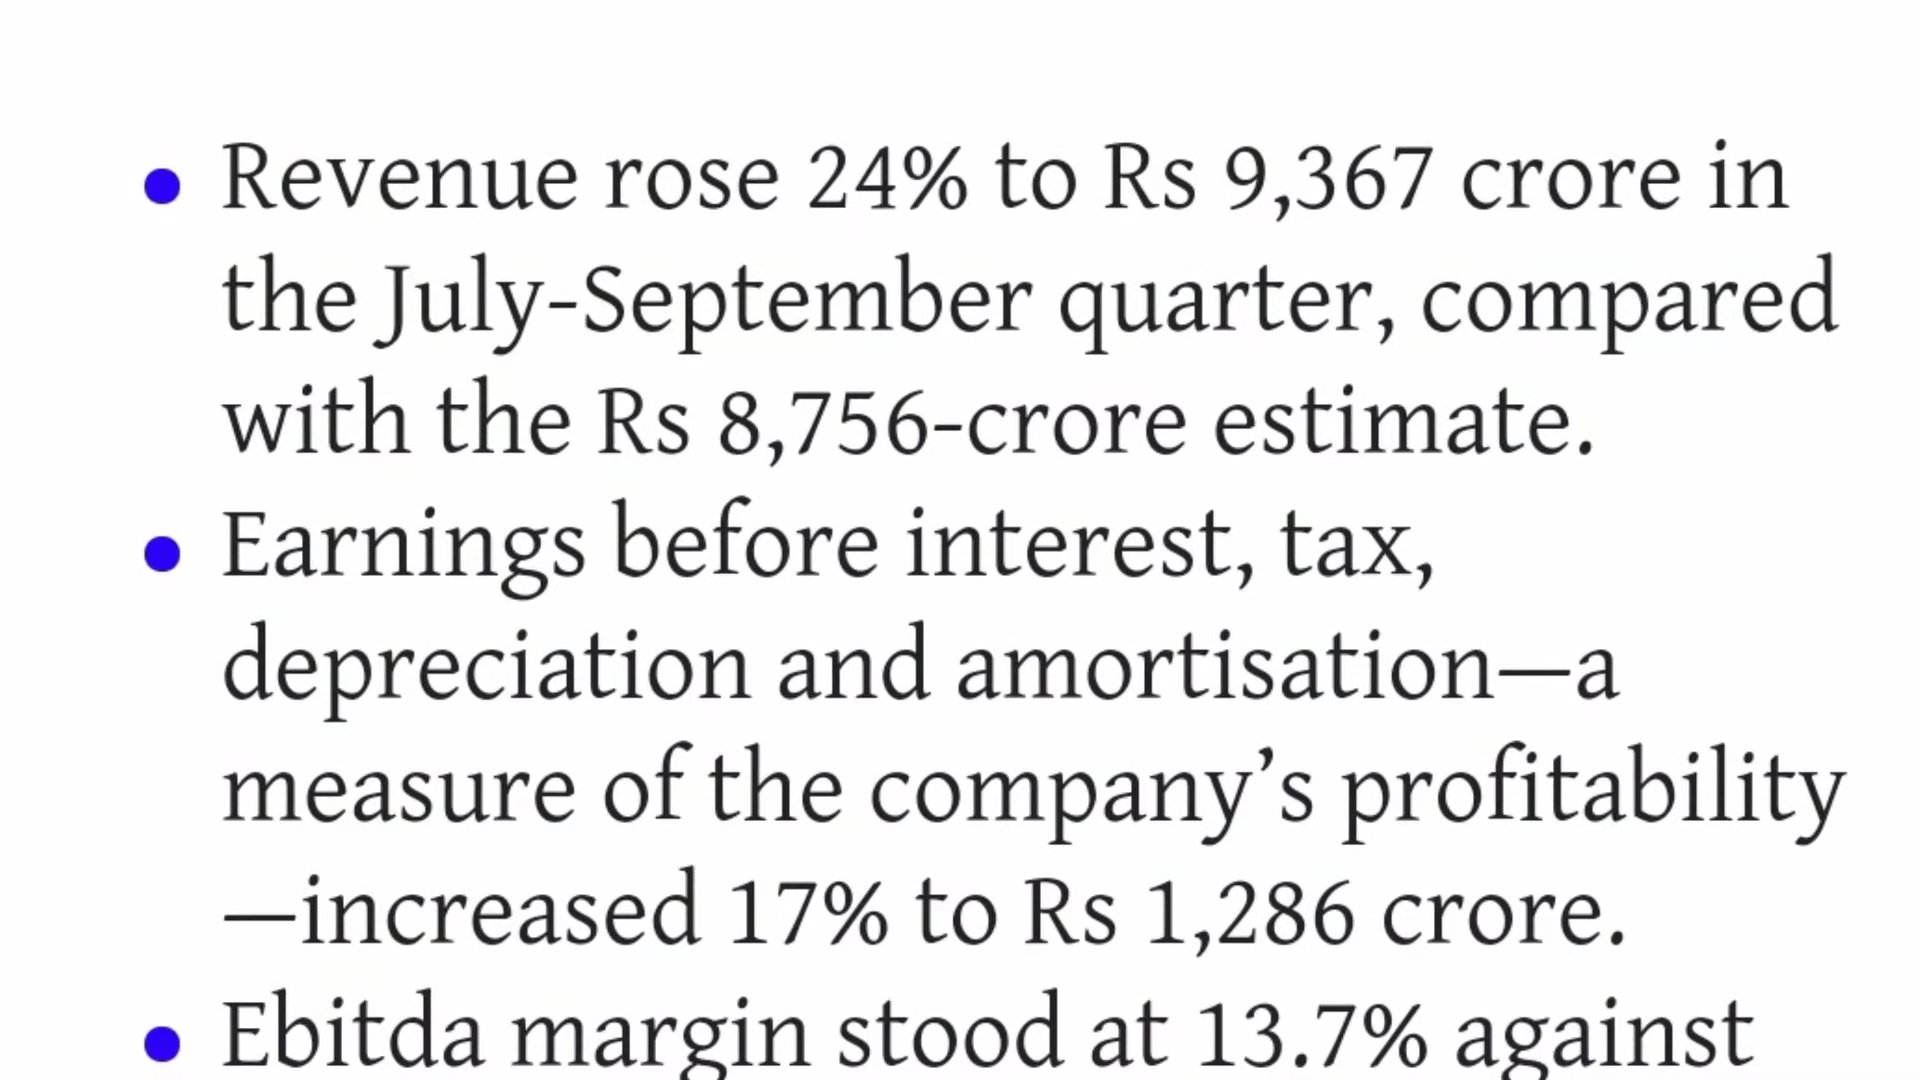 • Revenue rose 24% to Rs 9,367 crore in
the July-September quarter, compared
with the Rs 8,756-crore estimate.
• Earnings before interest, tax,
depreciation and amortisation—a
measure of the company’s profitability
—increased 17% to Rs 1,286 crore.
• Ebitda margin stood at 13.7% against